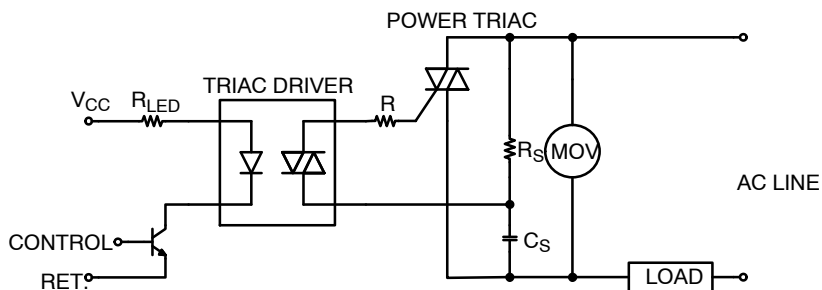 POWER TRIAC
TRIAC DRIVER
VCC
RLED
R
RS
MOV
AC LINE
CONTROL
CS
RET.
LOAD